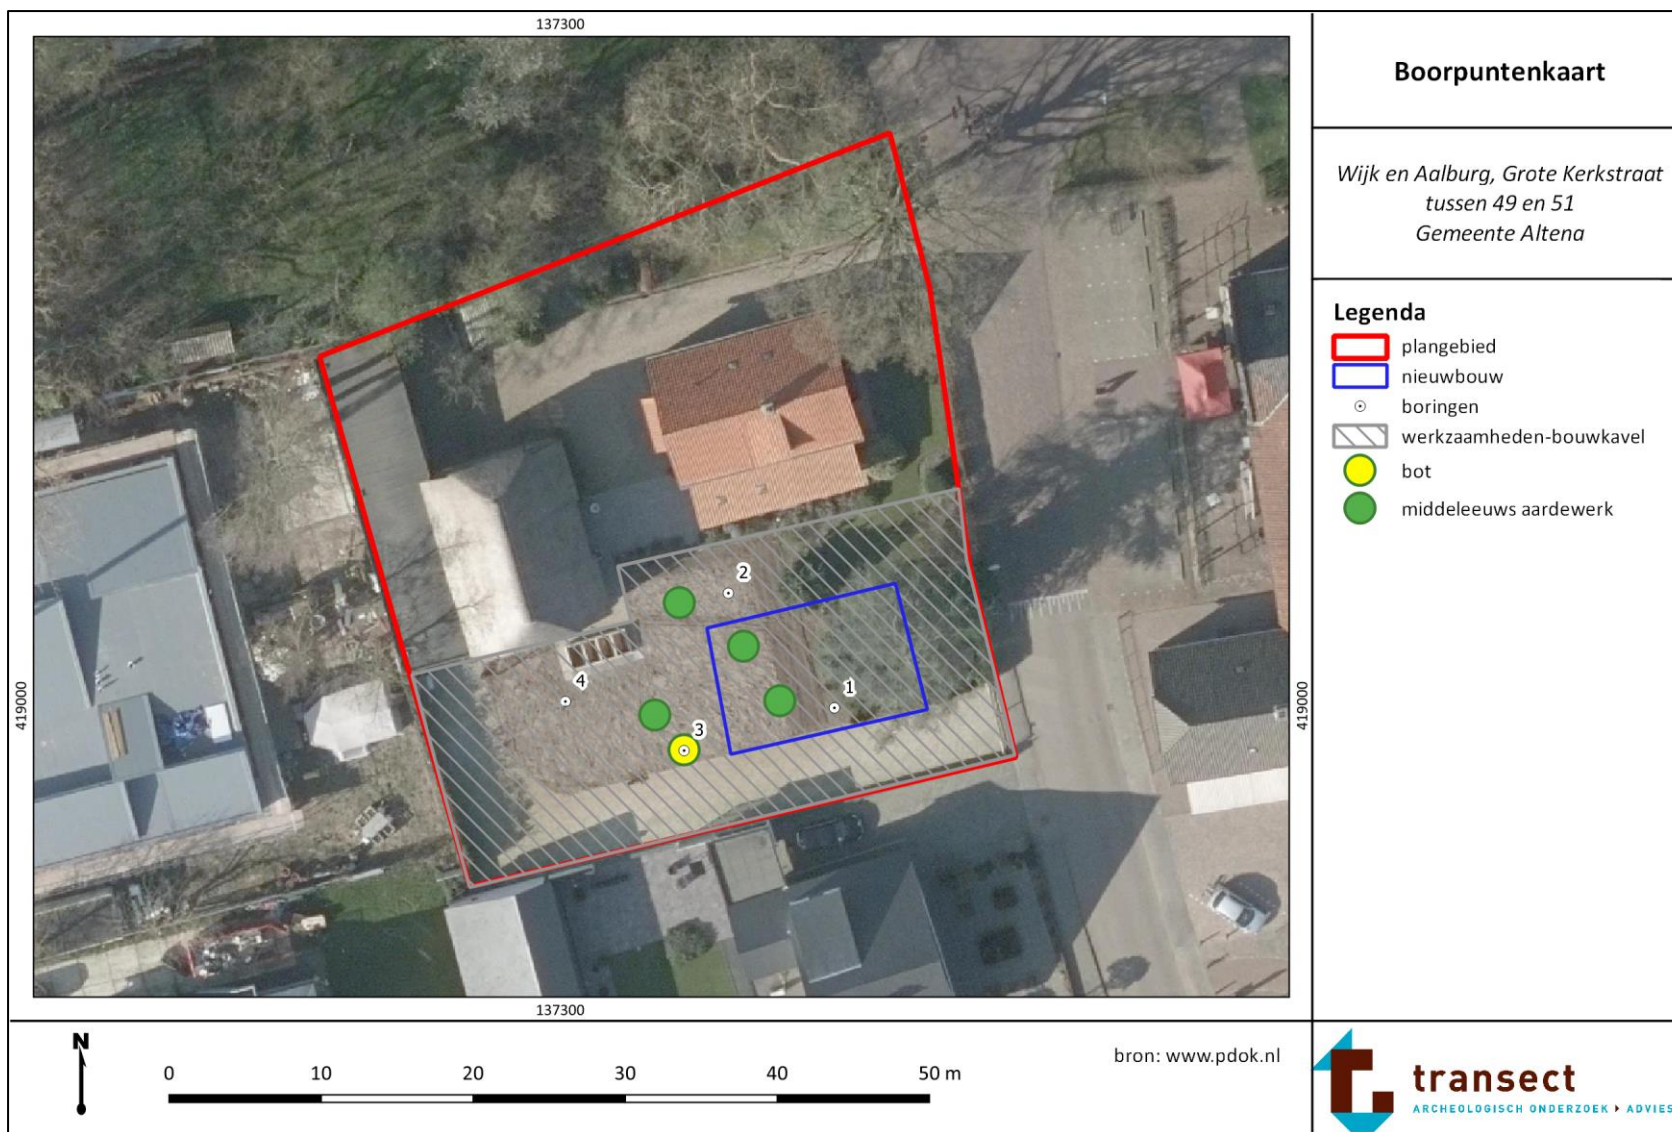 137300
419000
2
1
4
3
419000
137300
N
0 10 20 30 40 50 m
bron: www.pdok.nl
Boorpuntenkaart
Wijk en Aalburg, Grote Kerkstraat
tussen 49 en 51
Gemeente Altena
Legenda
plangebied
nieuwbouw
boringen
werkzaamheden-bouwkavel
bot
middeleeuws aardewerk
transect
ARCHEOLOGISCH ONDERZOEK ▸ ADVIES